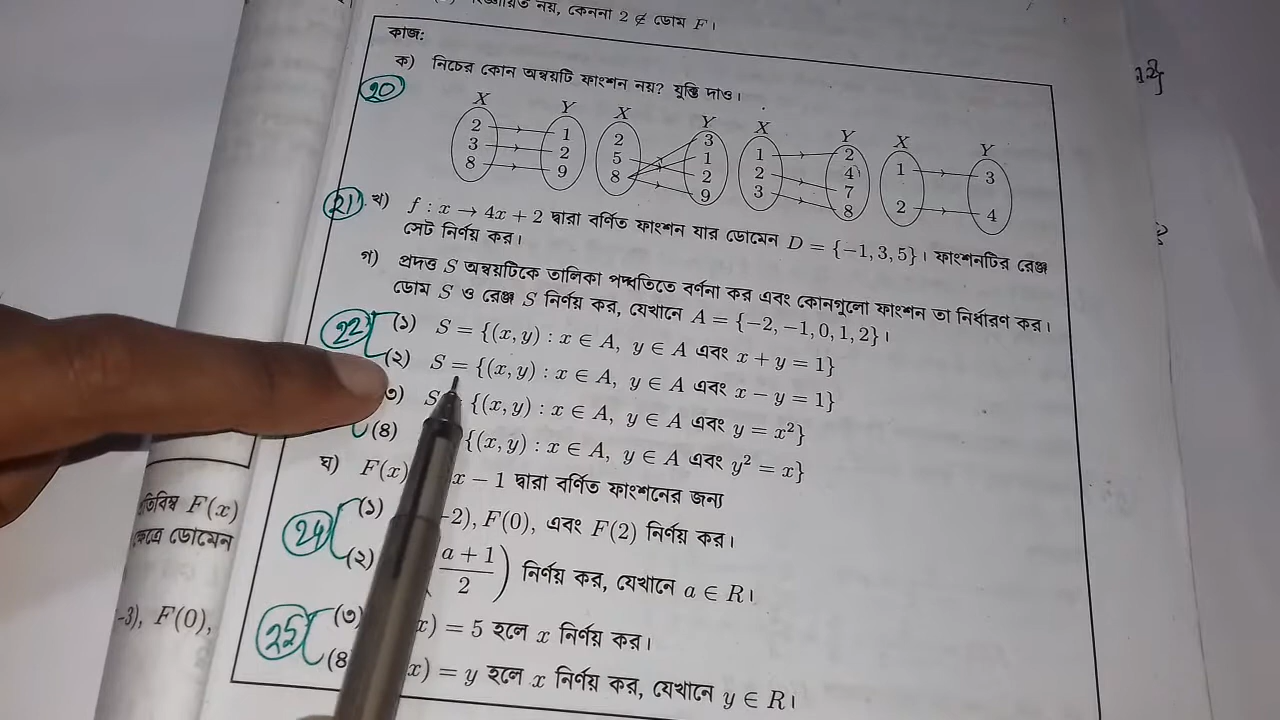 নয়, কেননা 2 ∉ ডোম F।
কাজ:
ক) নিচের কোন অন্বয়টি ফাংশন নয়? যুক্তি দাও।
20
X Y X Y X Y X Y
2 3 8 1 2 9 2 5 8 3 1 2 9 1 2 3 2 4 7 8 1 2 3 4
21 খ) f : x → 4x + 2 দ্বারা বর্ণিত ফাংশন যার ডোমেন D = {−1, 3, 5}। ফাংশনটির রেঞ্জ
সেট নির্ণয় কর।
গ) প্রদত্ত S অন্বয়টিকে তালিকা পদ্ধতিতে বর্ণনা কর এবং কোনগুলো ফাংশন তা নির্ধারণ কর।
ডোম S ও রেঞ্জ S নির্ণয় কর, যেখানে A = {−2, −1, 0, 1, 2}।
22 (১) S = {(x, y) : x ∈ A, y ∈ A এবং x + y = 1}
(২) S = {(x, y) : x ∈ A, y ∈ A এবং x − y = 1}
৩) S {(x, y) : x ∈ A, y ∈ A এবং y = x²}
(৪) {(x, y) : x ∈ A, y ∈ A এবং y² = x}
ঘ) F(x) x − 1 দ্বারা বর্ণিত ফাংশনের জন্য
24 (১) −2), F(0), এবং F(2) নির্ণয় কর।
(২) (a + 1 / 2) নির্ণয় কর, যেখানে a ∈ R।
25 (৩) x) = 5 হলে x নির্ণয় কর।
(৪ x) = y হলে x নির্ণয় কর, যেখানে y ∈ R।
F(x)
ডোমেন
−3), F(0),